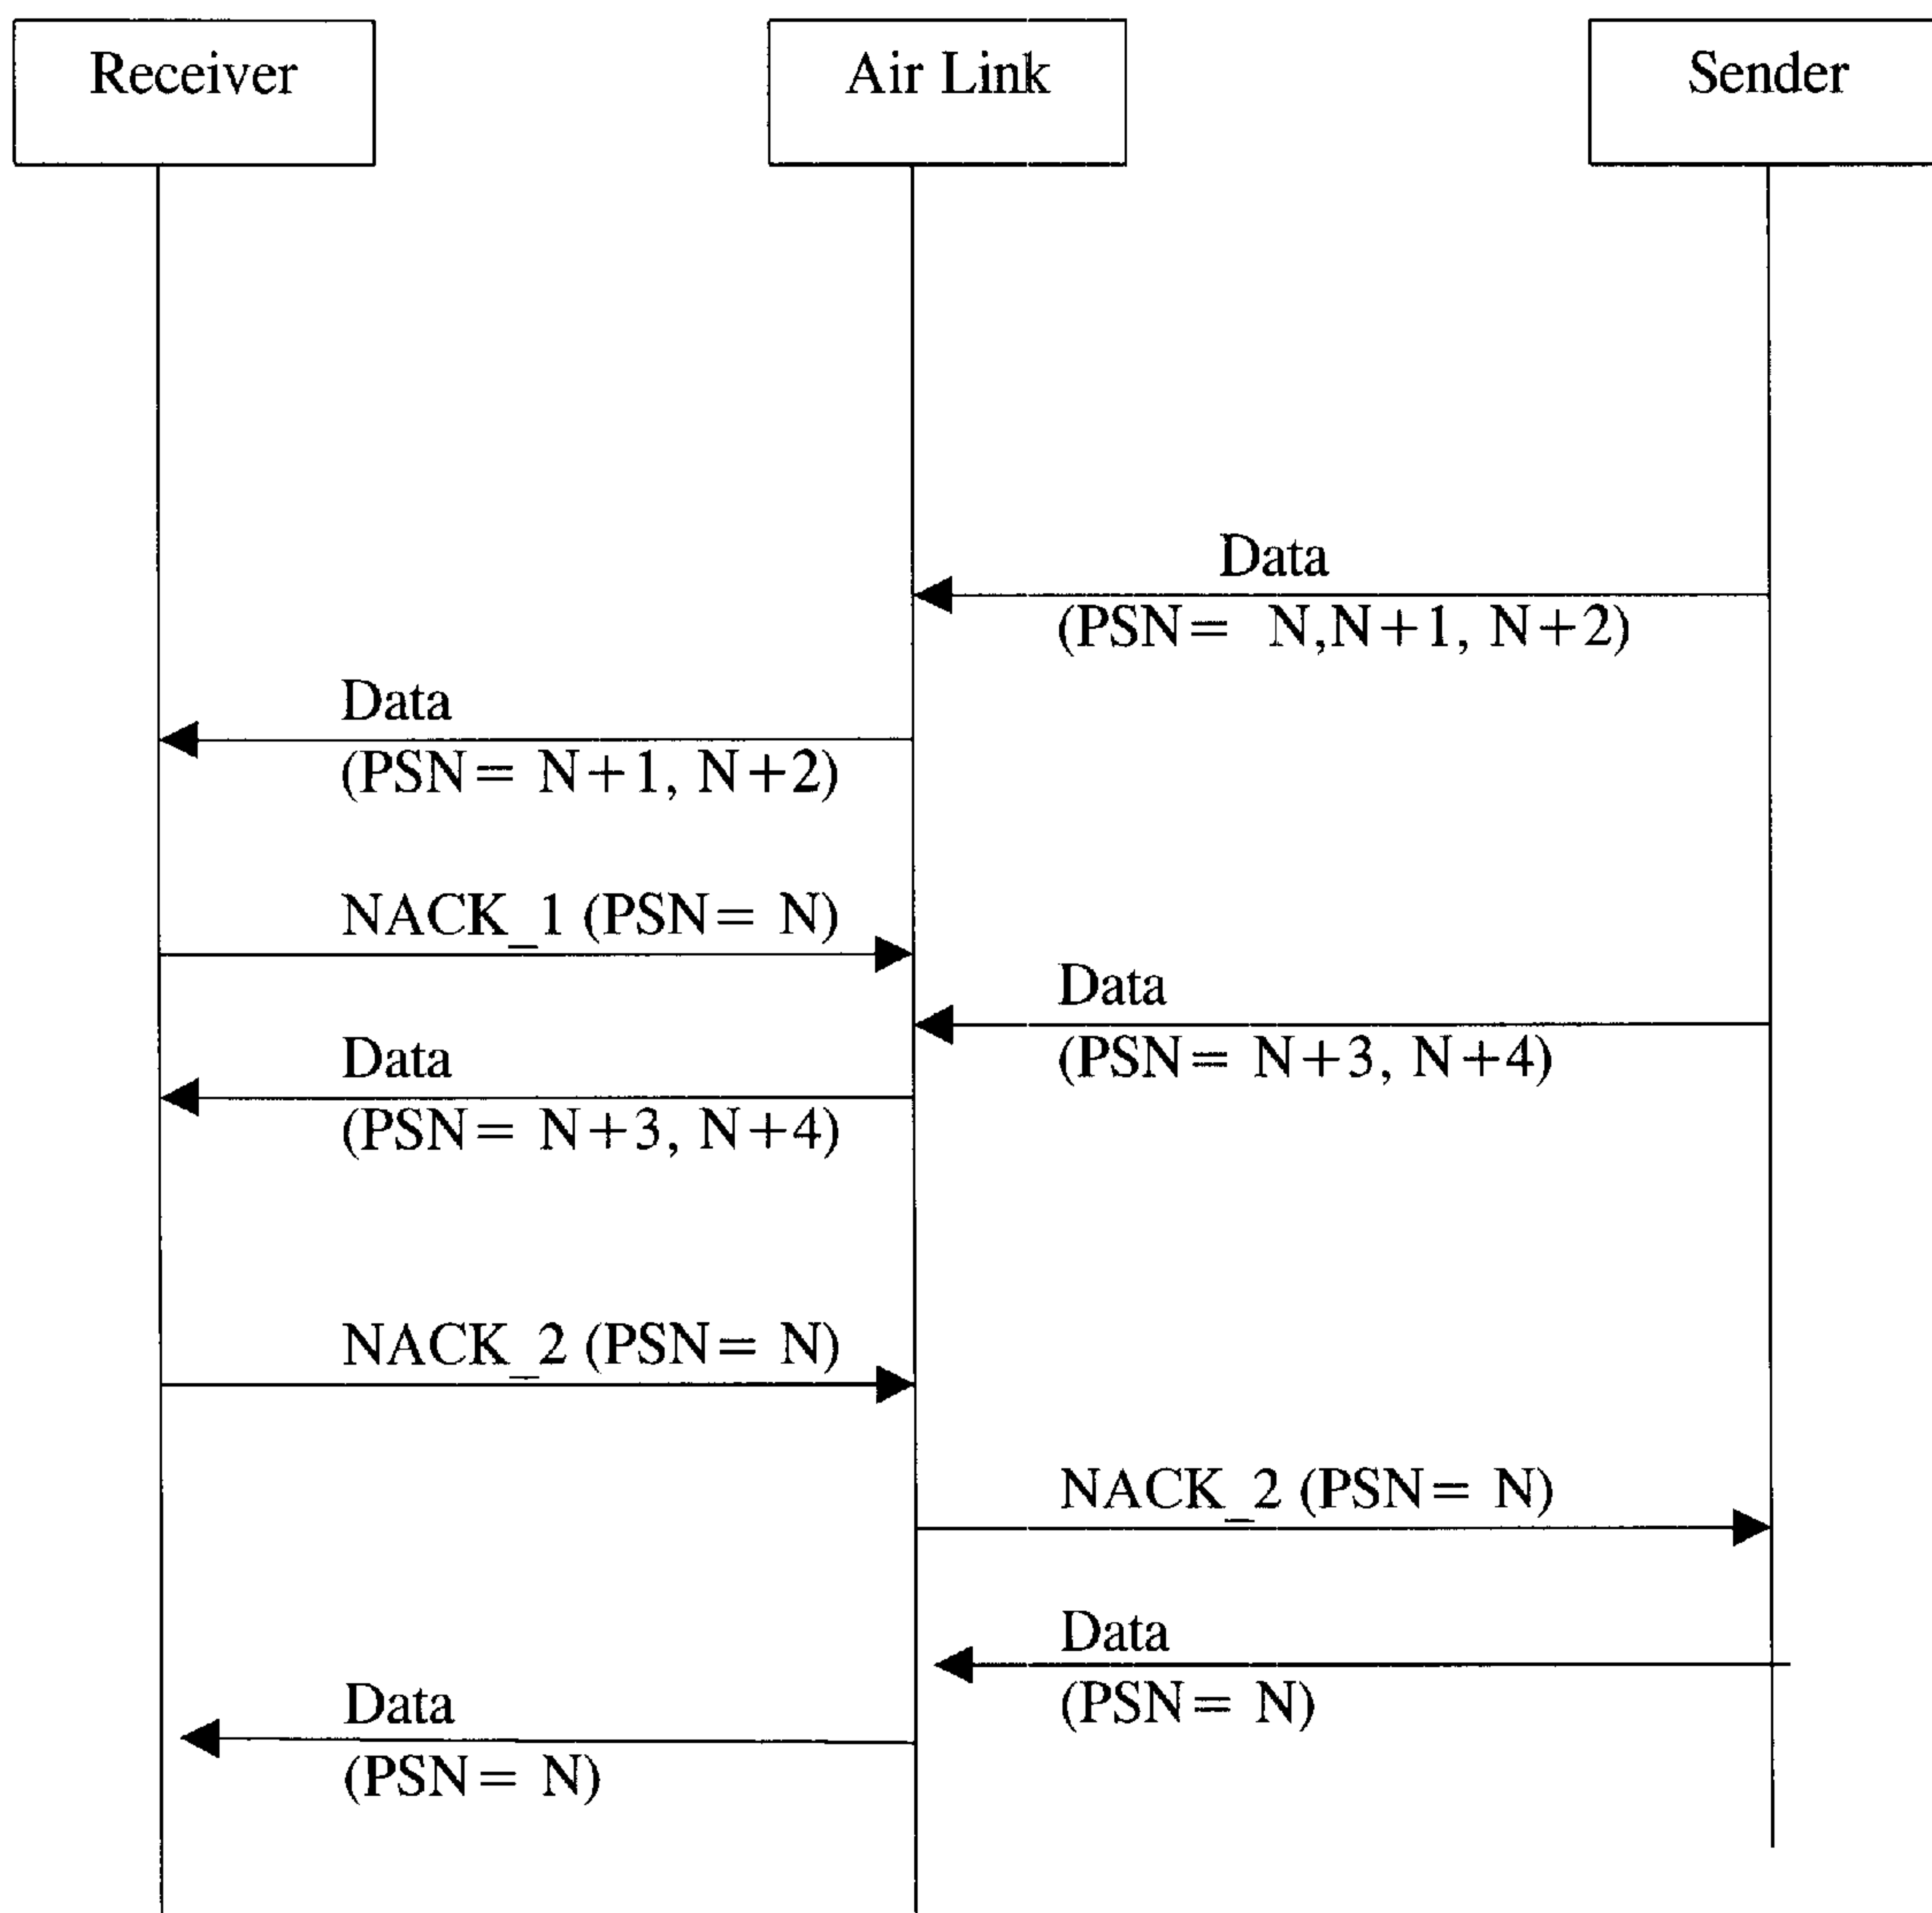 Receiver
Air Link
Sender
Data
(PSN= N,N+1, N+2)
Data
(PSN= N+1, N+2)
NACK_1 (PSN= N)
Data
(PSN= N+3, N+4)
Data
(PSN= N+3, N+4)
NACK_2 (PSN= N)
NACK_2 (PSN= N)
Data
(PSN= N)
Data
(PSN= N)